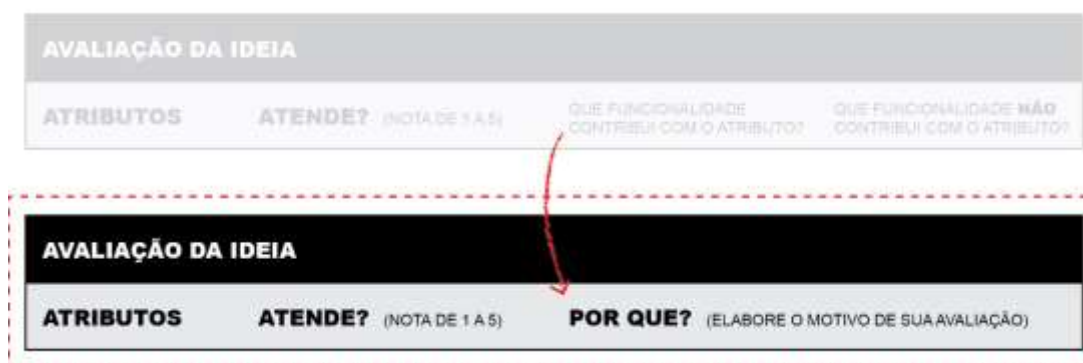 AVALIAÇÃO DA IDEIA
ATRIBUTOS ATENDE? (NOTA DE 1 A 5) QUE FUNCIONALIDADE QUE FUNCIONALIDADE NÃO
CONTRIBUI COM O ATRIBUTO? CONTRIBUI COM O ATRIBUTO?
AVALIAÇÃO DA IDEIA
ATRIBUTOS ATENDE? (NOTA DE 1 A 5) POR QUE? (ELABORE O MOTIVO DE SUA AVALIAÇÃO)